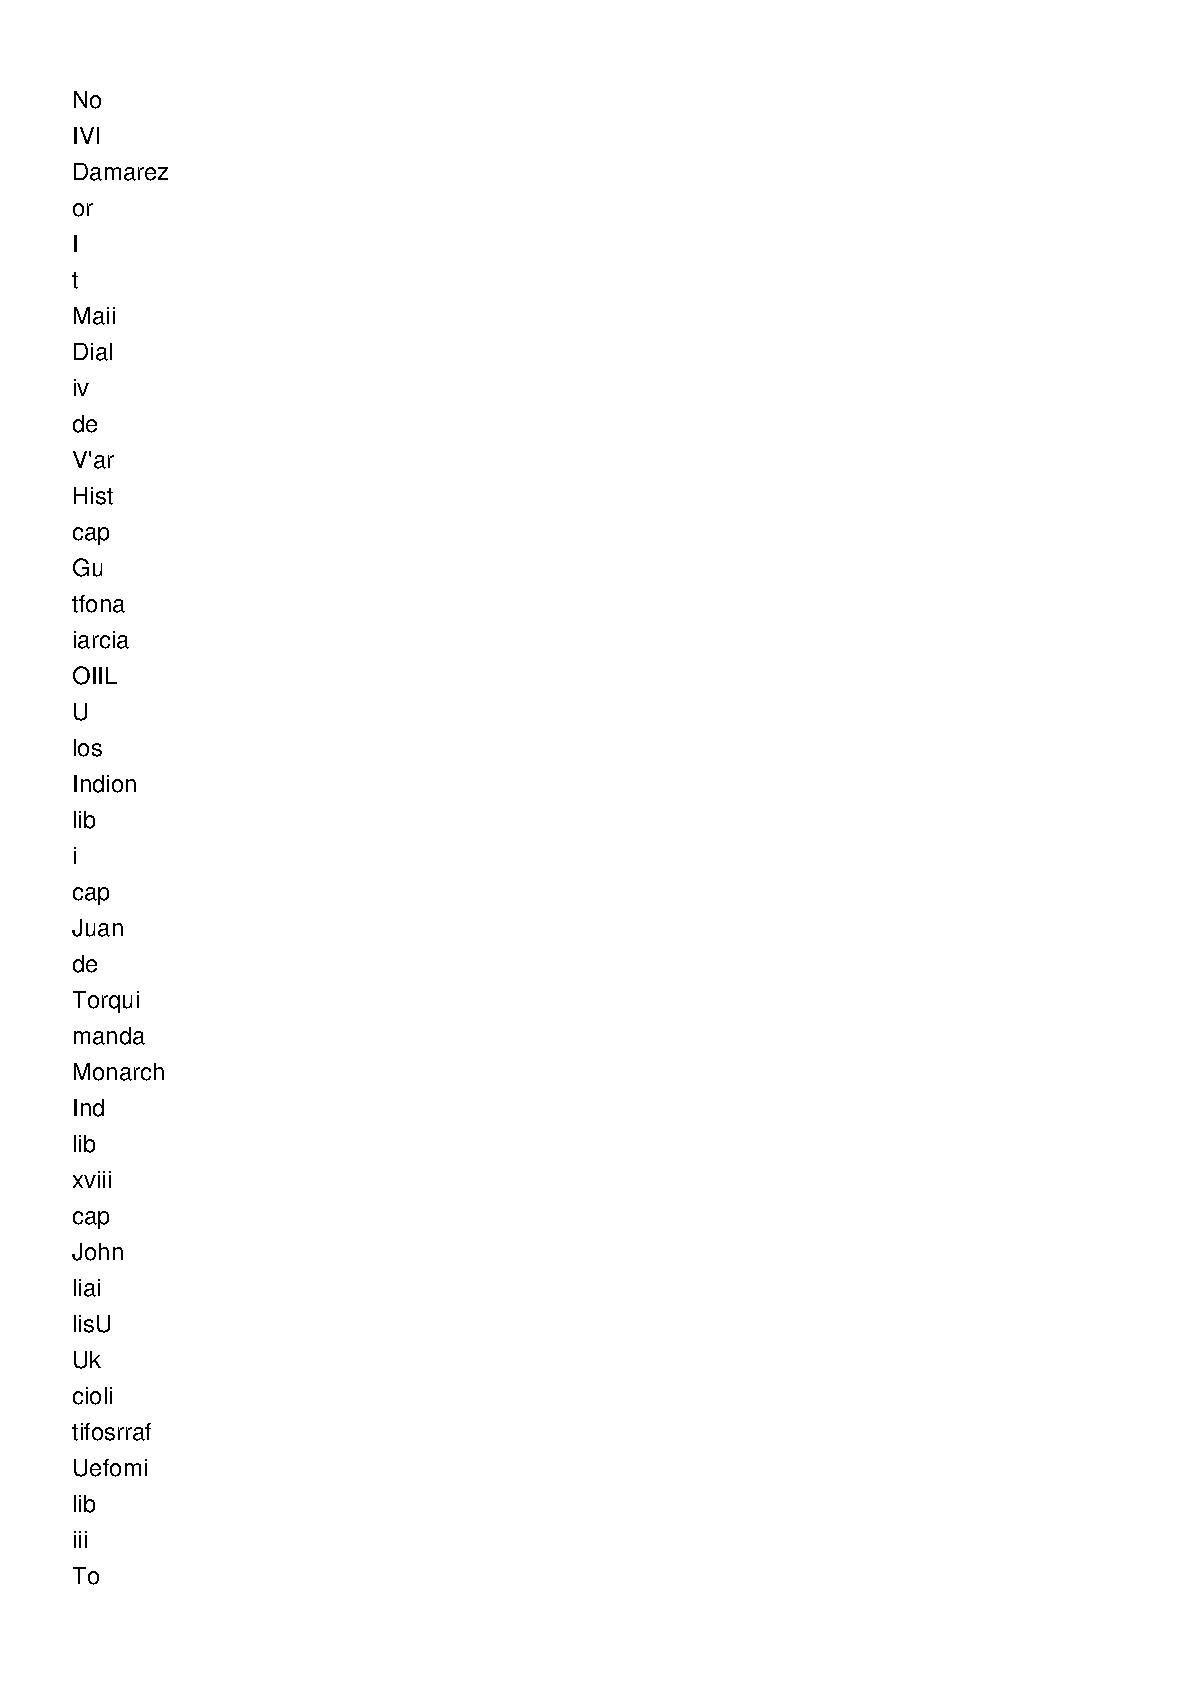 No
IVI
Damarez
or
I
t
Maii
Dial
iv
de
V'ar
Hist
cap
Gu
tfona
iarcia
OIIL
U
los
Indion
lib
i
cap
Juan
de
Torqui
manda
Monarch
Ind
lib
xviii
cap
John
liai
lisU
Uk
cioli
tifosrraf
Uefomi
lib
iii
To